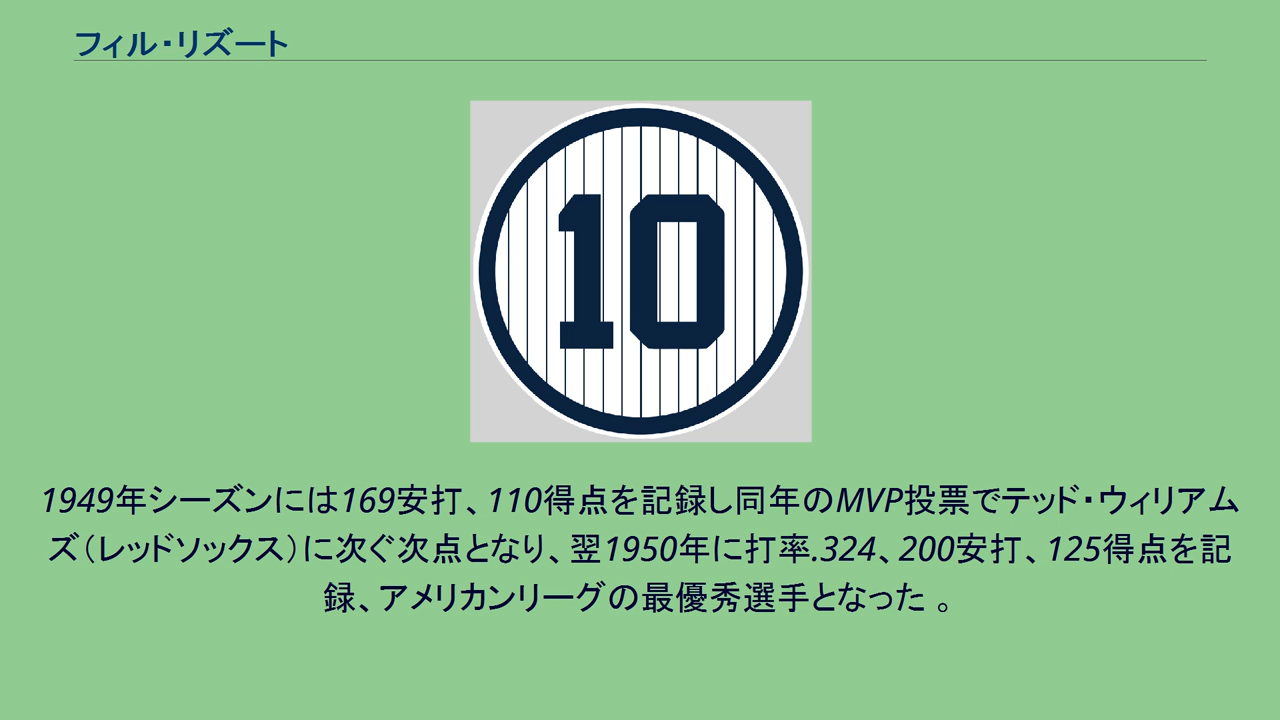 フィル・リズート
10
1949年シーズンには169安打、110得点を記録し同年のMVP投票でテッド・ウィリアム
ズ（レッドソックス）に次ぐ次点となり、翌1950年に打率.324、200安打、125得点を記
録、アメリカンリーグの最優秀選手となった 。